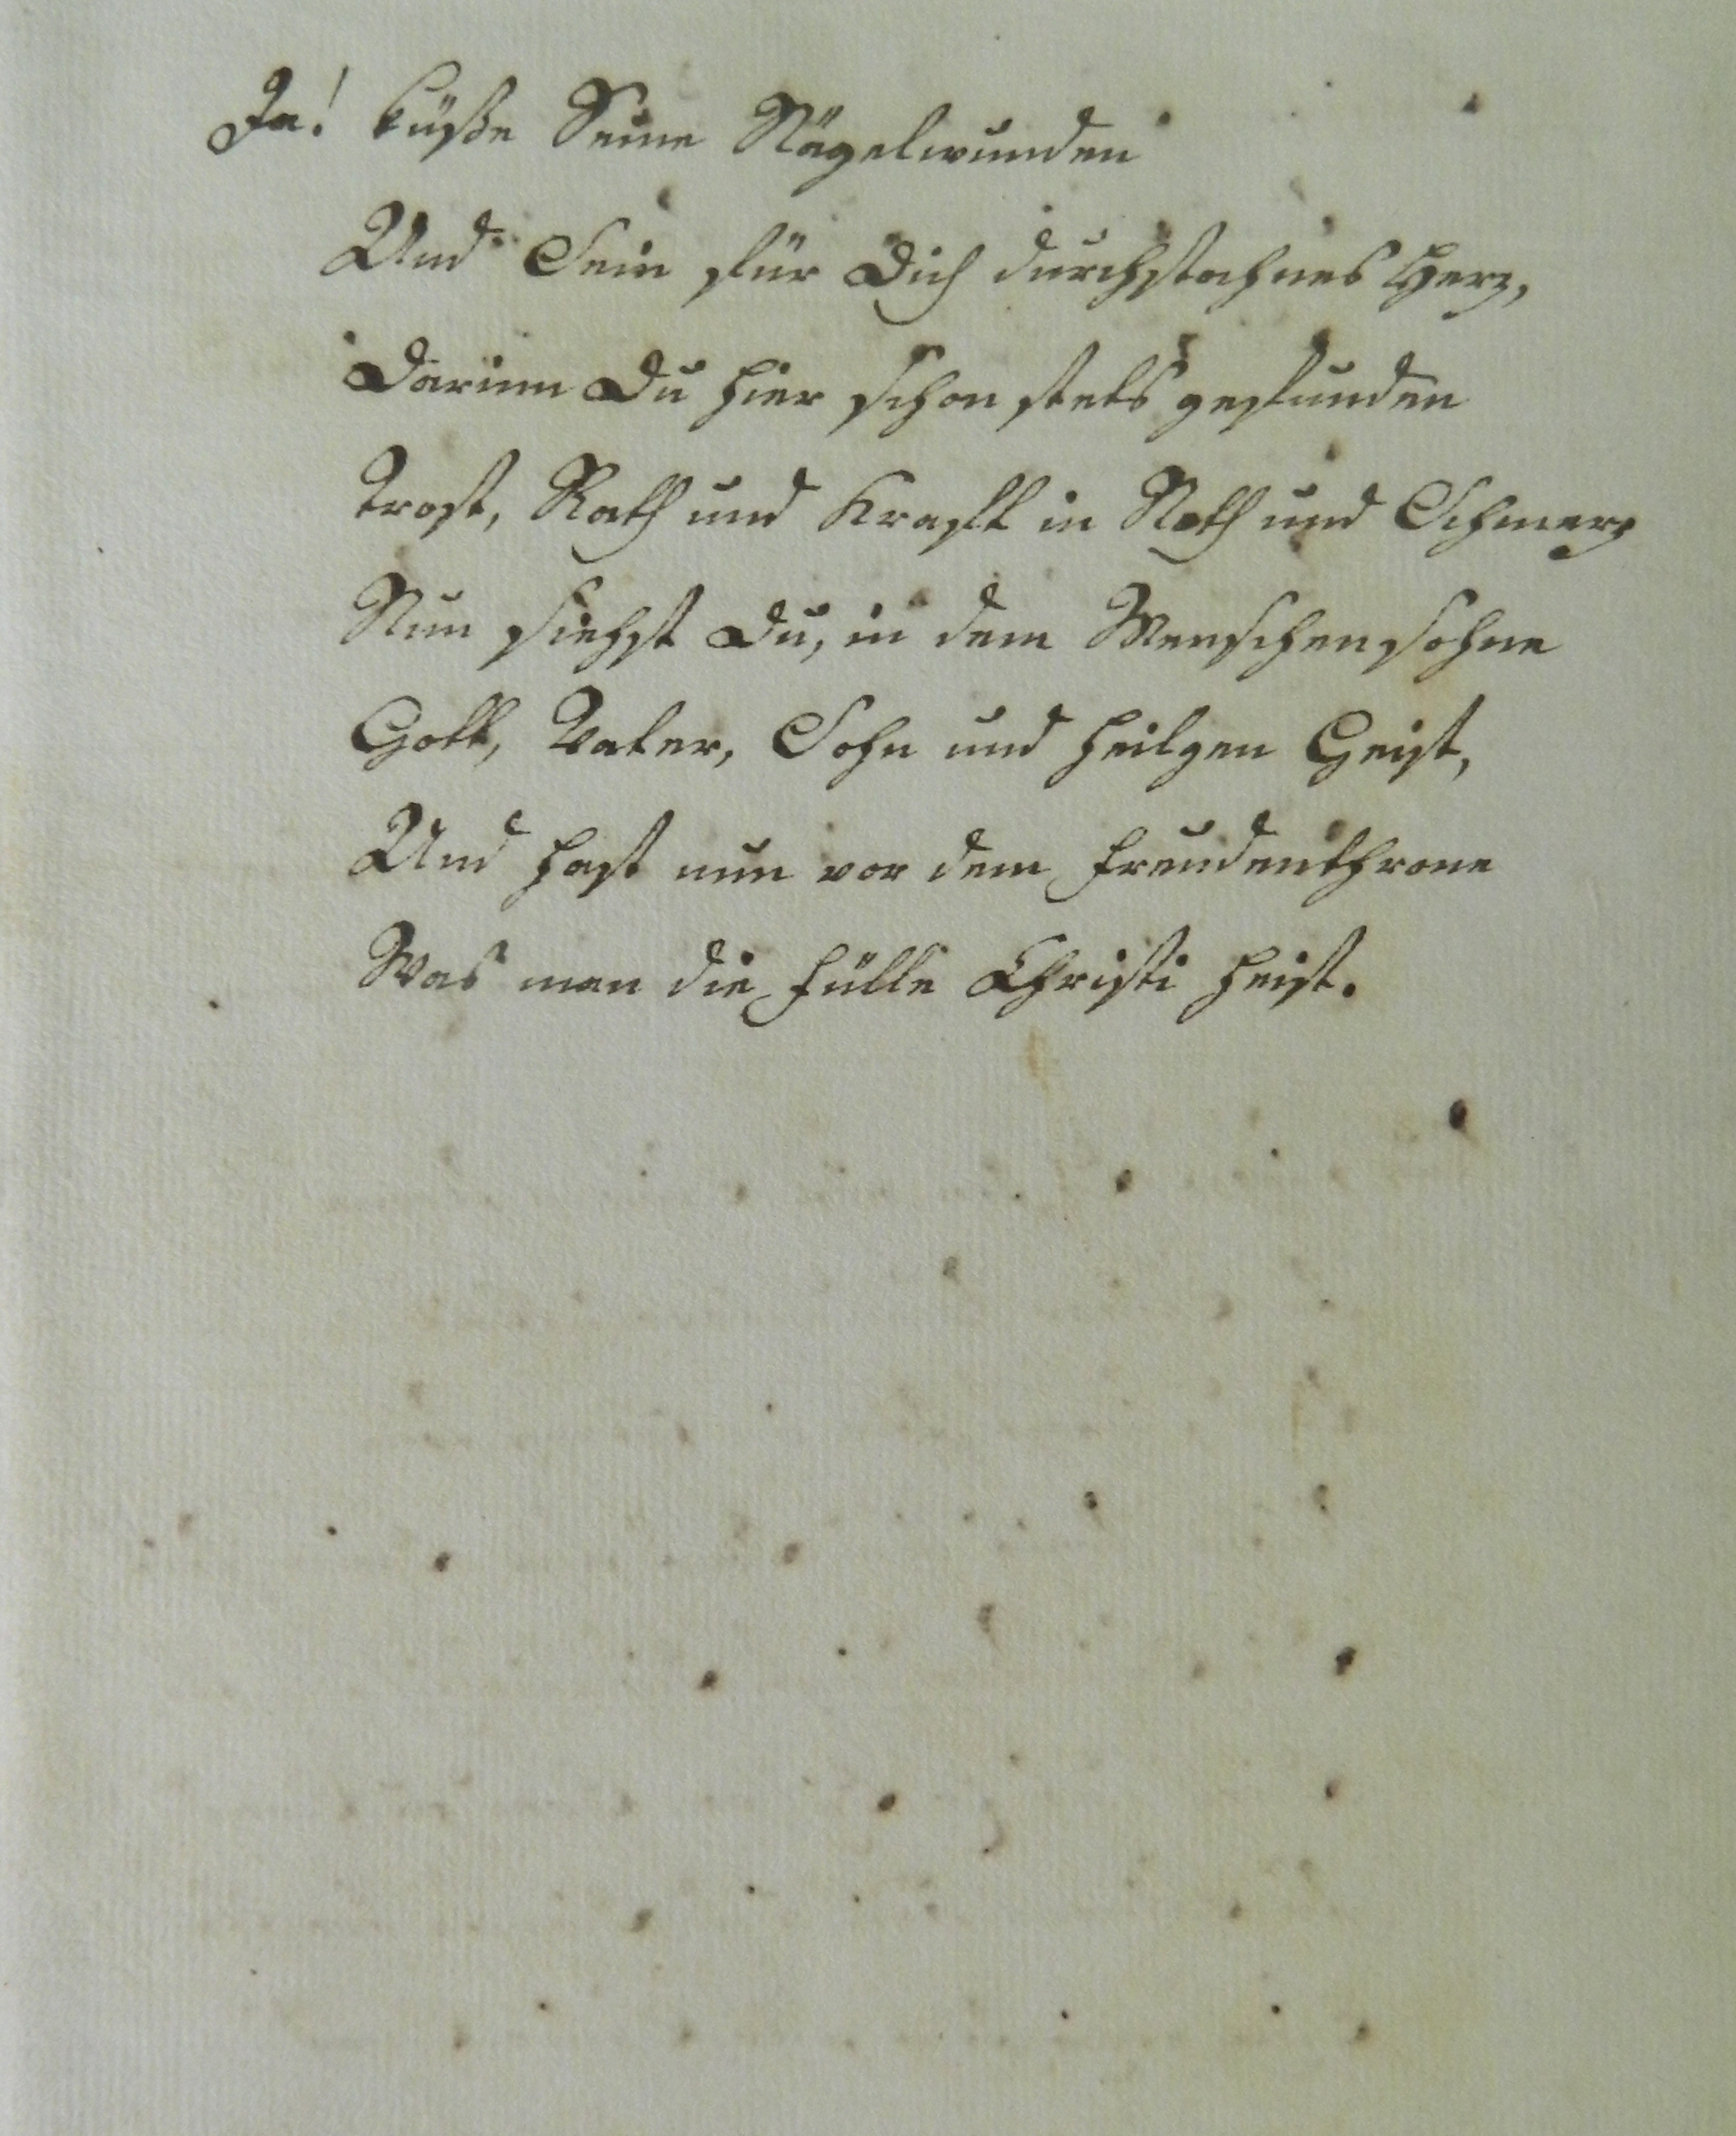 Ja! küße Seine Nägelwunden
Und Sein für Dich durchstochnes Herz,
Darinn Du hier schon stets gefunden
Trost, Rath und Krafft in Noth und Schmerz
Nun siehst Du, in dem Menschensohne
Gott, Vater, Sohn und heilgen Geist,
Und hast nun vor dem Freudenthrone
Was man die Fülle Christi heist.